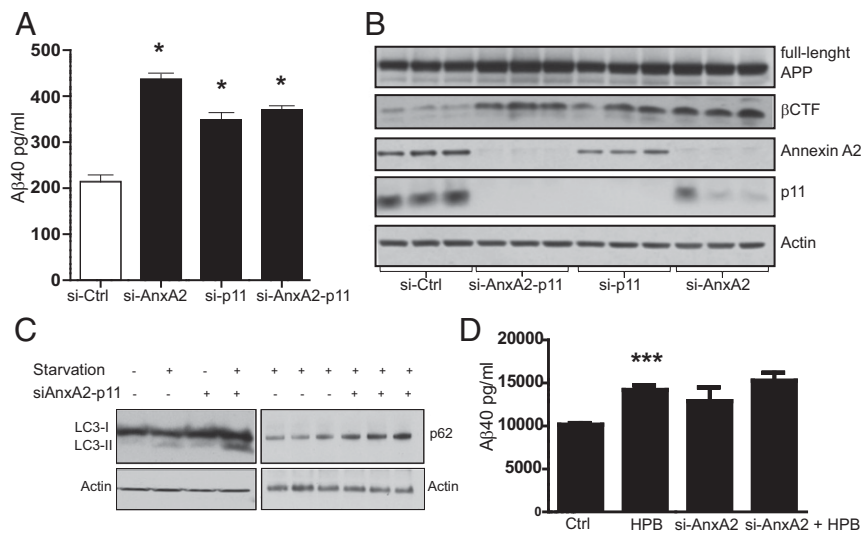 A
Aβ40 pg/ml
500
400
300
200
100
0
* * *
si-Ctrl si-AnxA2 si-p11 si-AnxA2-p11
B
full-lenght
APP
βCTF
Annexin A2
p11
Actin
si-Ctrl si-AnxA2-p11 si-p11 si-AnxA2
C
Starvation - + - + + + + + + +
siAnxA2-p11 - - + + - - - + + +
LC3-I
LC3-II
p62
Actin Actin
D
Aβ40 pg/ml
20000
15000
10000
5000
0
***
Ctrl HPB si-AnxA2 si-AnxA2 + HPB